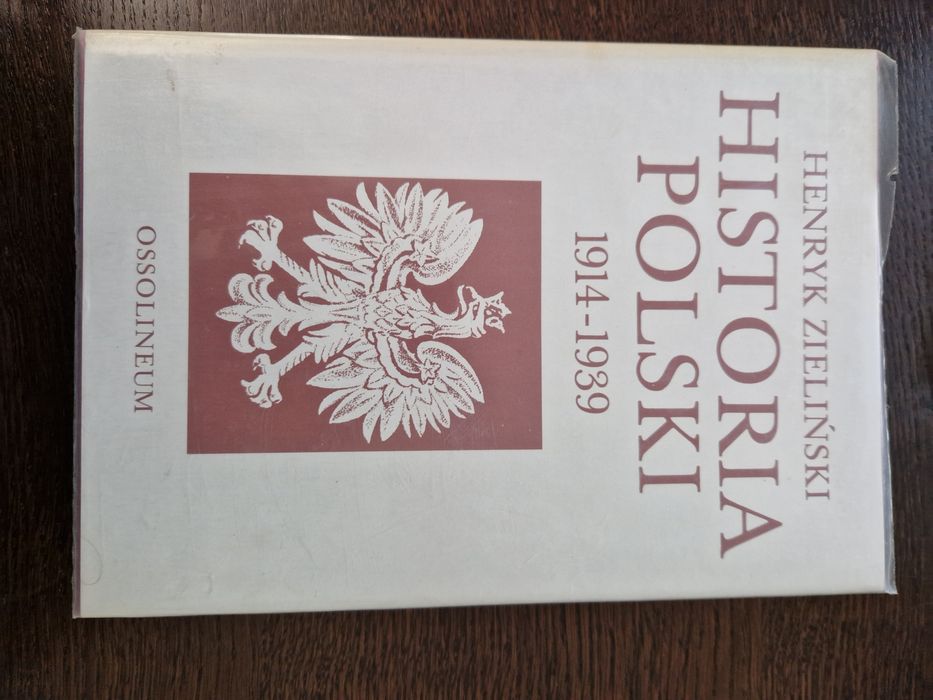 HENRYK ZIELIŃSKI
HISTORIA
POLSKI
1914-1939
OSSOLINEUM